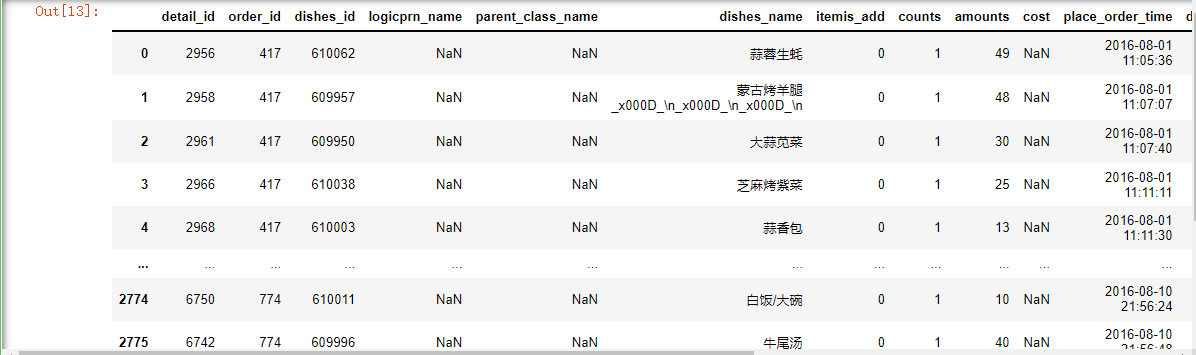 Out[13]:
detail_id order_id dishes_id logicprn_name parent_class_name dishes_name itemis_add counts amounts cost place_order_time d
0 2956 417 610062 NaN NaN 蒜蓉生蚝 0 1 49 NaN 2016-08-01 11:05:36
1 2958 417 609957 NaN NaN 蒙古烤羊腿 _x000D_\n_x000D_\n_x000D_\n 0 1 48 NaN 2016-08-01 11:07:07
2 2961 417 609950 NaN NaN 大蒜苋菜 0 1 30 NaN 2016-08-01 11:07:40
3 2966 417 610038 NaN NaN 芝麻烤紫菜 0 1 25 NaN 2016-08-01 11:11:11
4 2968 417 610003 NaN NaN 蒜香包 0 1 13 NaN 2016-08-01 11:11:30
... ... ... ... ... ... ... ... ... ... ... ...
2774 6750 774 610011 NaN NaN 白饭/大碗 0 1 10 NaN 2016-08-10 21:56:24
2775 6742 774 609996 NaN NaN 牛尾汤 0 1 40 NaN 2016-08-10 21:56:48